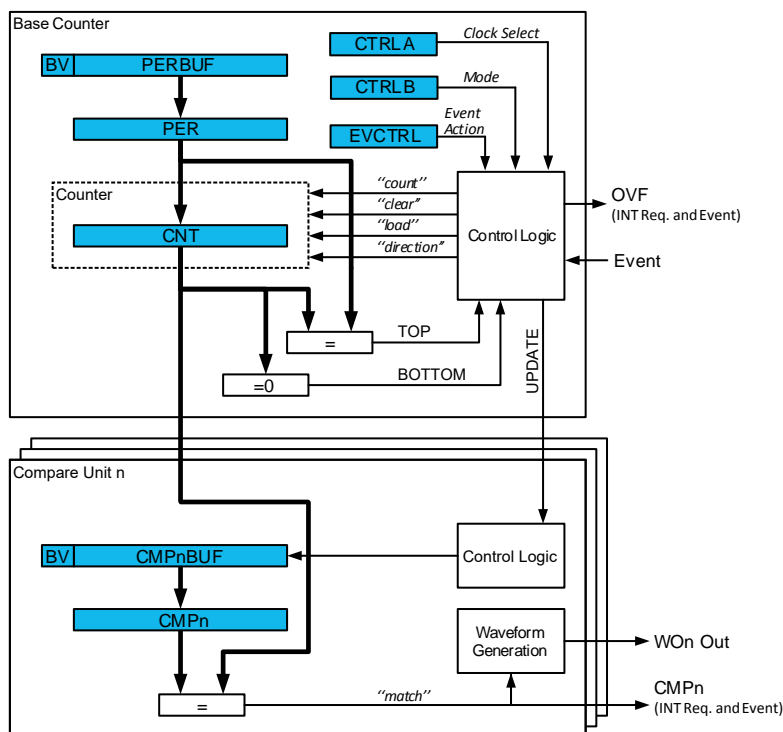 Base Counter
CTRLA
Clock Select
BV
PERBUF
CTRLB
Mode
PER
EVCTRL
Event
Action
Counter
"count"
"clear"
"load"
"direction"
CNT
Control Logic
OVF
(INT Req. and Event)
Event
=
TOP
=0
BOTTOM
UPDATE
Compare Unit n
BV
CMPnBUF
Control Logic
CMPn
Waveform
Generation
WOn Out
=
"match"
CMPn
(INT Req. and Event)